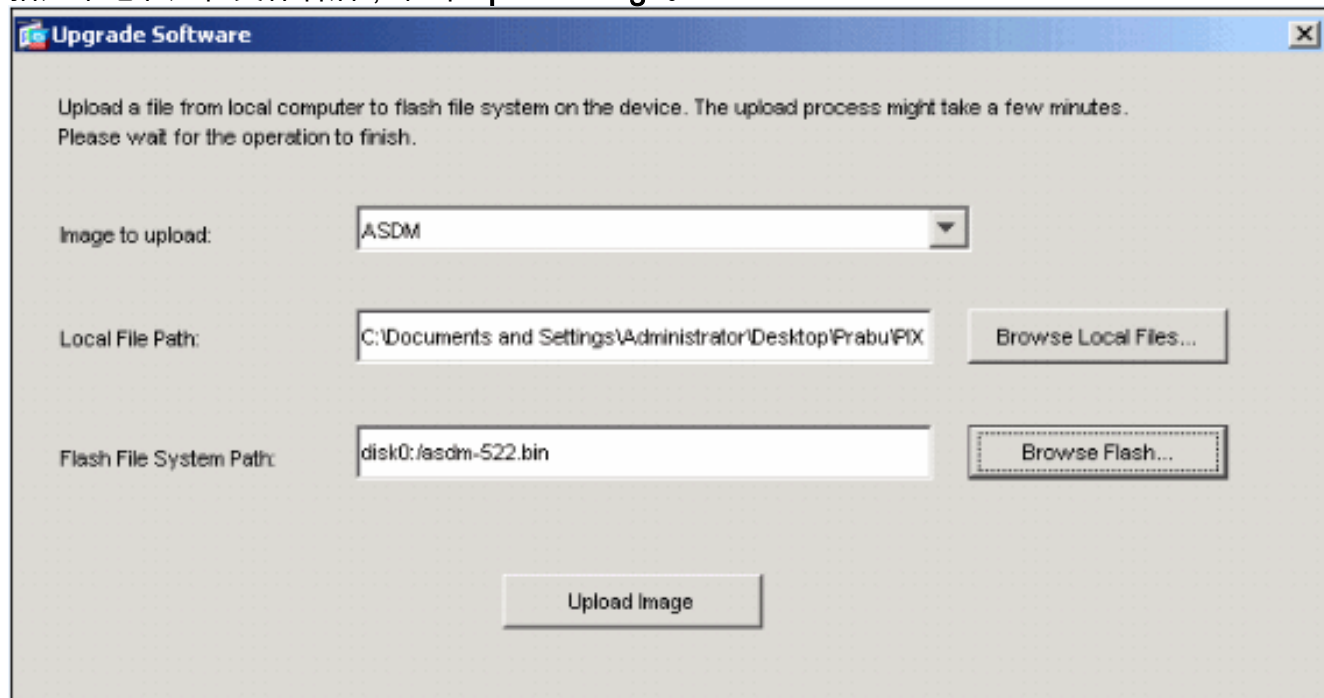 Upgrade Software
Upload a file from local computer to flash file system on the device. The upload process might take a few minutes.
Please wait for the operation to finish.
Image to upload:
ASDM
Local File Path:
C:\Documents and Settings\Administrator\Desktop\Prabu\PIX
Browse Local Files...
Flash File System Path:
disk0:/asdm-522.bin
Browse Flash...
Upload Image